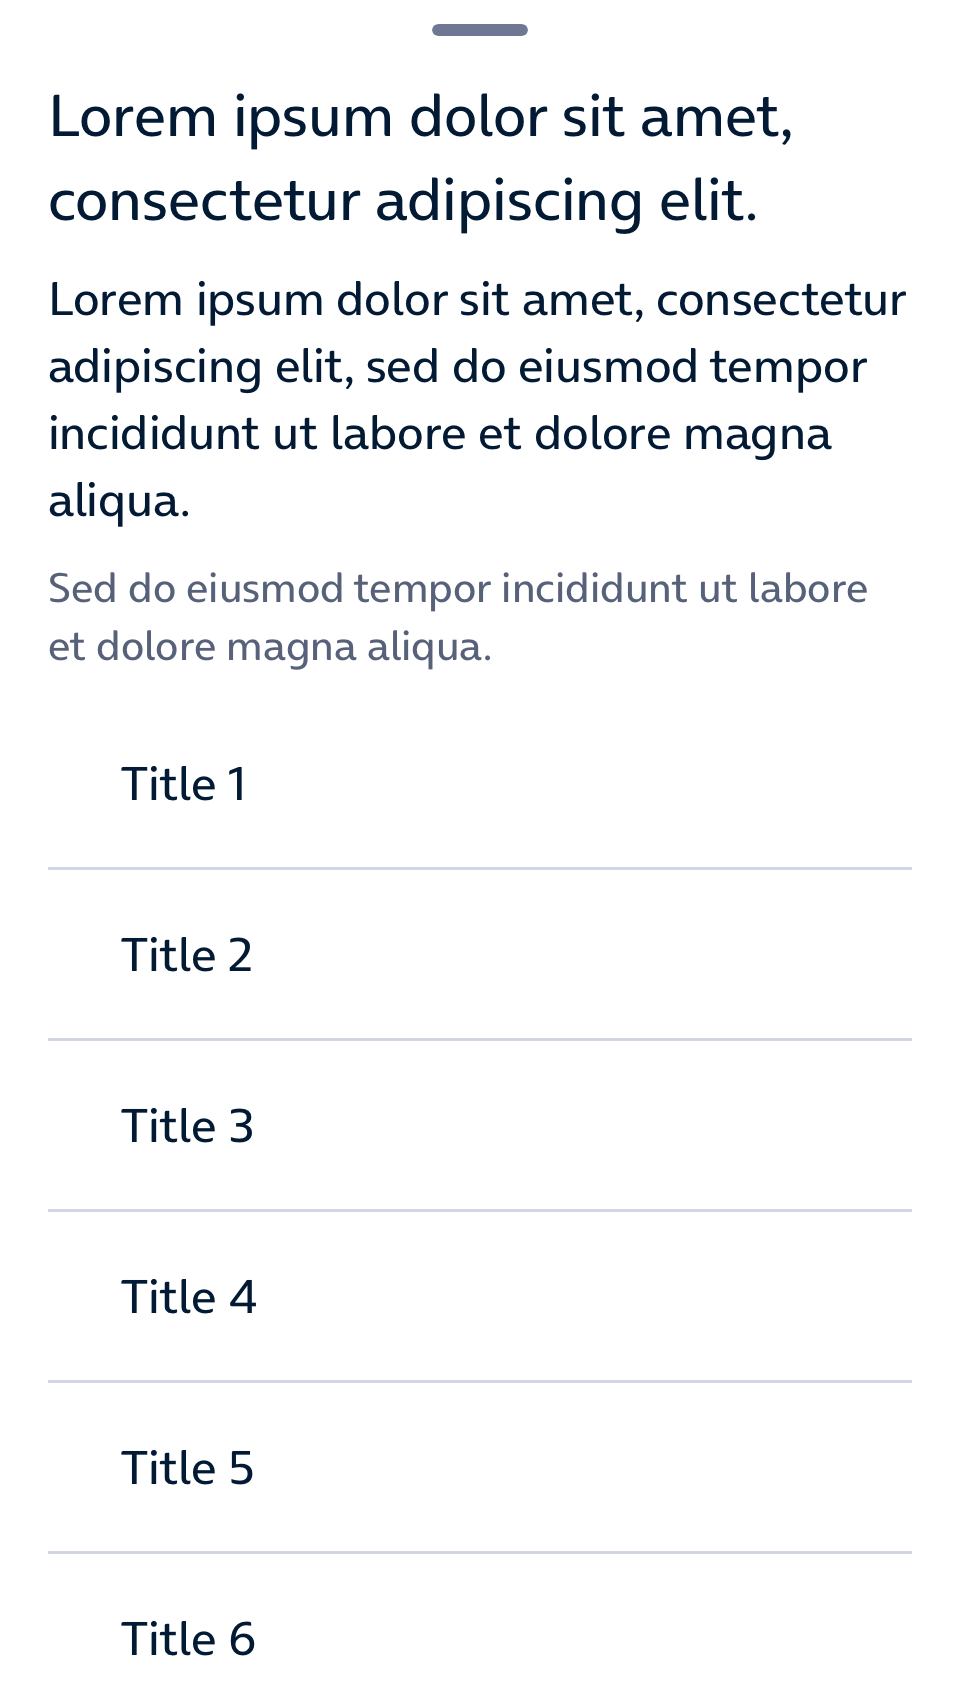 Lorem ipsum dolor sit amet,
consectetur adipiscing elit.
Lorem ipsum dolor sit amet, consectetur
adipiscing elit, sed do eiusmod tempor
incididunt ut labore et dolore magna
aliqua.
Sed do eiusmod tempor incididunt ut labore
et dolore magna aliqua.
Title 1
Title 2
Title 3
Title 4
Title 5
Title 6